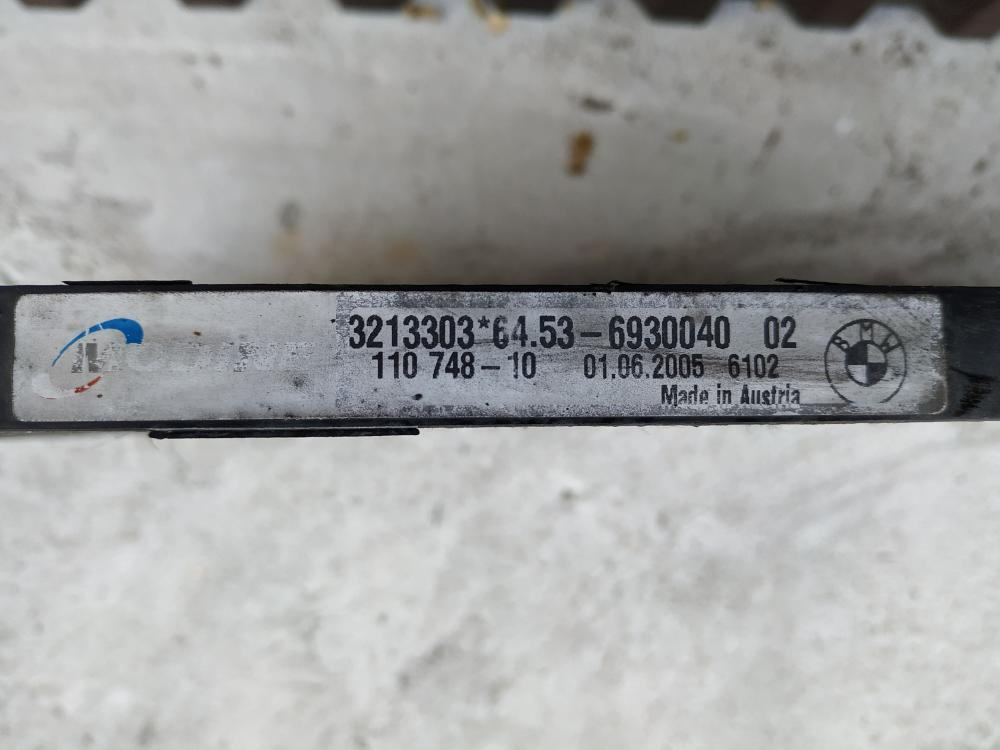 3213303*64.53-6930040 02
110 748-10 01.06.2005 6102
Made in Austria
BMW